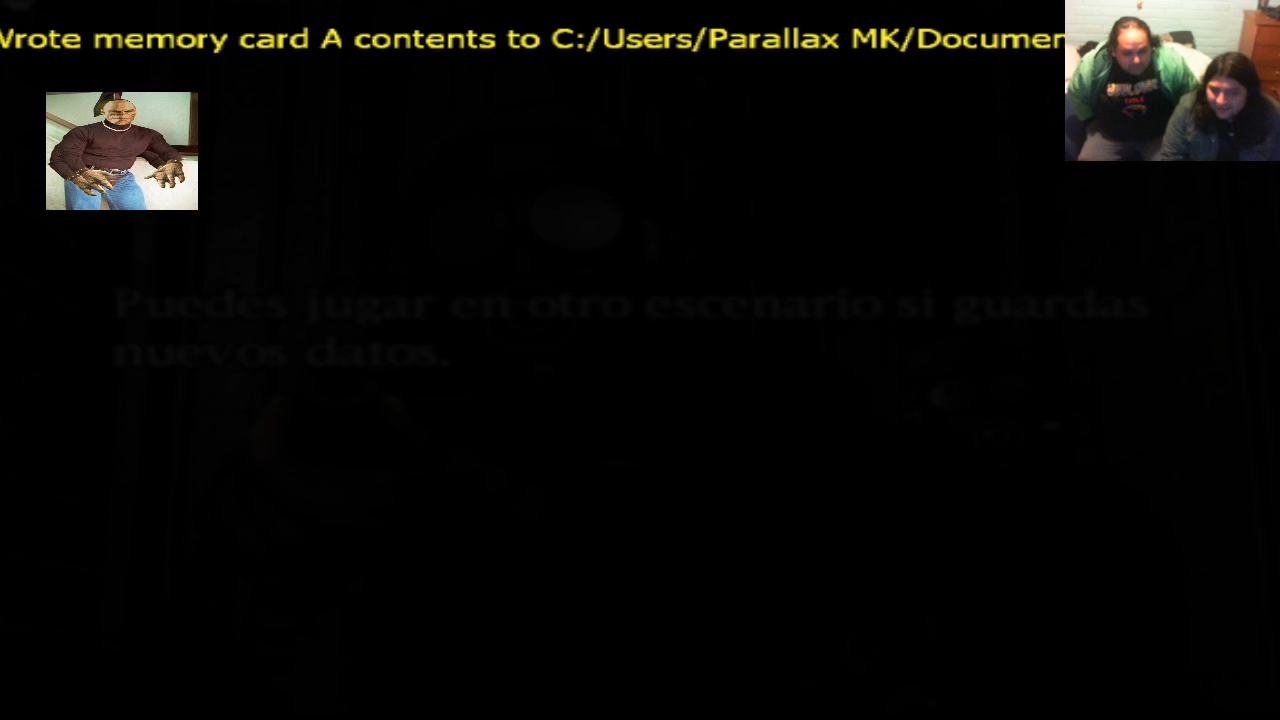 Wrote memory card A contents to C:/Users/Parallax MK/Documen
Puedes jugar en otro escenario si guardas
nuevos datos.